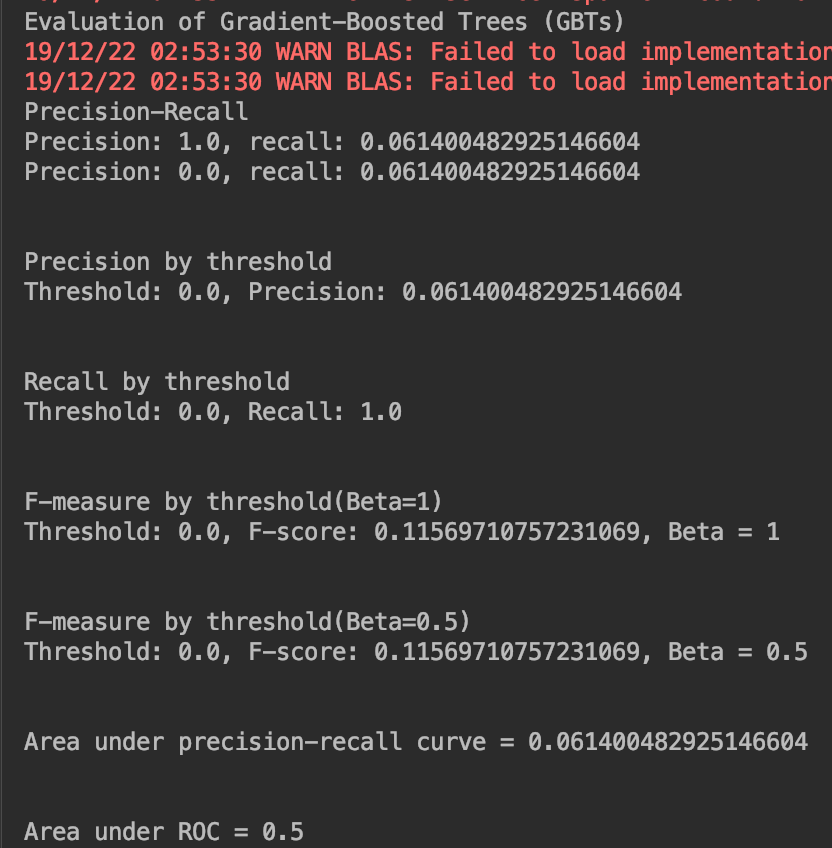 Evaluation of Gradient-Boosted Trees (GBTs)
19/12/22 02:53:30 WARN BLAS: Failed to load implementation
19/12/22 02:53:30 WARN BLAS: Failed to load implementation
Precision-Recall
Precision: 1.0, recall: 0.061400482925146604
Precision: 0.0, recall: 0.061400482925146604
Precision by threshold
Threshold: 0.0, Precision: 0.061400482925146604
Recall by threshold
Threshold: 0.0, Recall: 1.0
F-measure by threshold(Beta=1)
Threshold: 0.0, F-score: 0.11569710757231069, Beta = 1
F-measure by threshold(Beta=0.5)
Threshold: 0.0, F-score: 0.11569710757231069, Beta = 0.5
Area under precision-recall curve = 0.061400482925146604
Area under ROC = 0.5